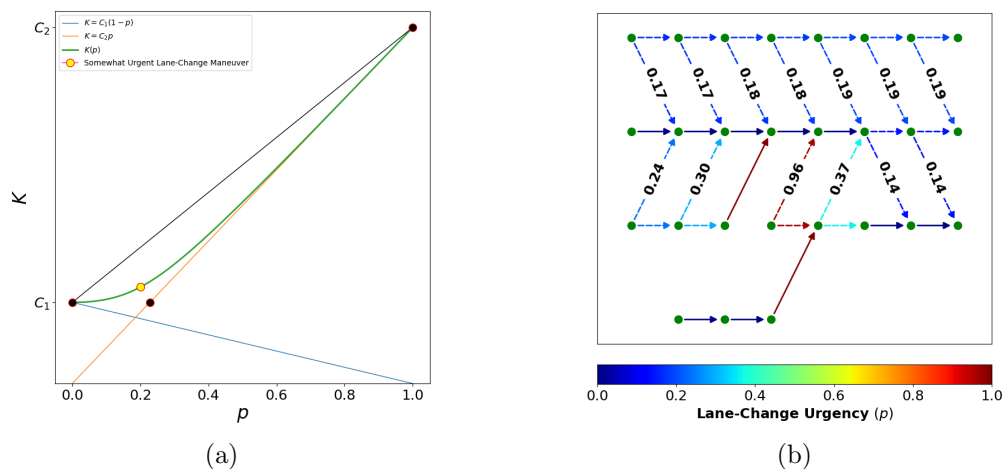 C₂
K = C₁(1 − p)
K = C₂p
K(p)
Somewhat Urgent Lane-Change Maneuver
K
C₁
0.0 0.2 0.4 0.6 0.8 1.0
p
(a)
0.17 0.17 0.18 0.18 0.19 0.19 0.19
0.24 0.30 0.96 0.37 0.14 0.14
0.0 0.2 0.4 0.6 0.8 1.0
Lane-Change Urgency (p)
(b)